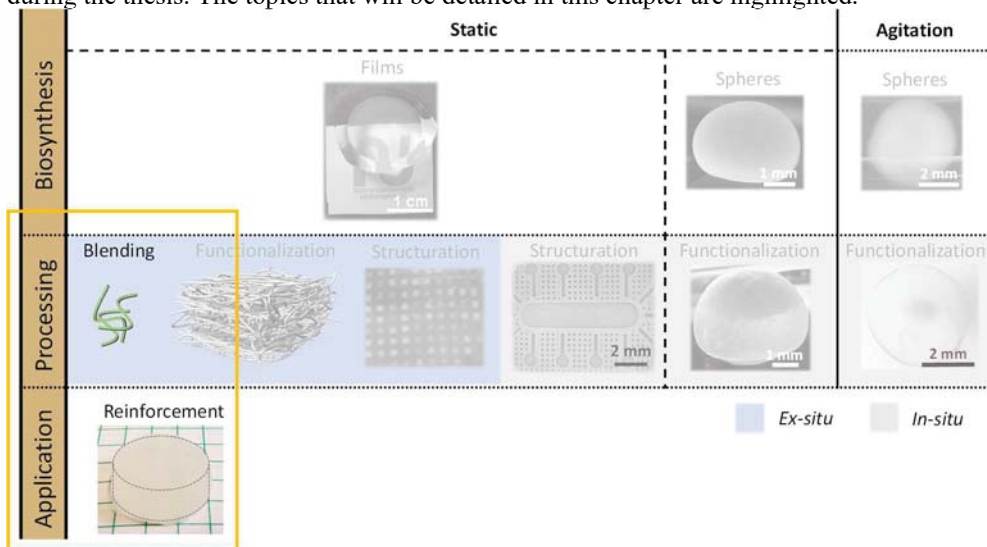 during the thesis. The topics that will be detailed in this chapter are highlighted.
Static
Agitation
Biosynthesis
Films
Spheres
Spheres
1 cm
1 mm
2 mm
Processing
Blending
Functionalization
Structuration
Structuration
Functionalization
Functionalization
2 mm
1 mm
2 mm
Application
Reinforcement
Ex-situ
In-situ